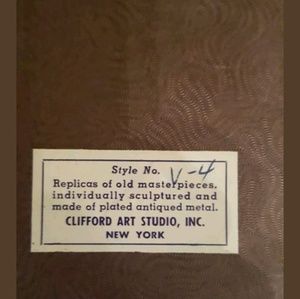 Style No. V-4
Replicas of old masterpieces.
individually sculptured and
made of plated antiqued metal.
CLIFFORD ART STUDIO, INC.
NEW YORK